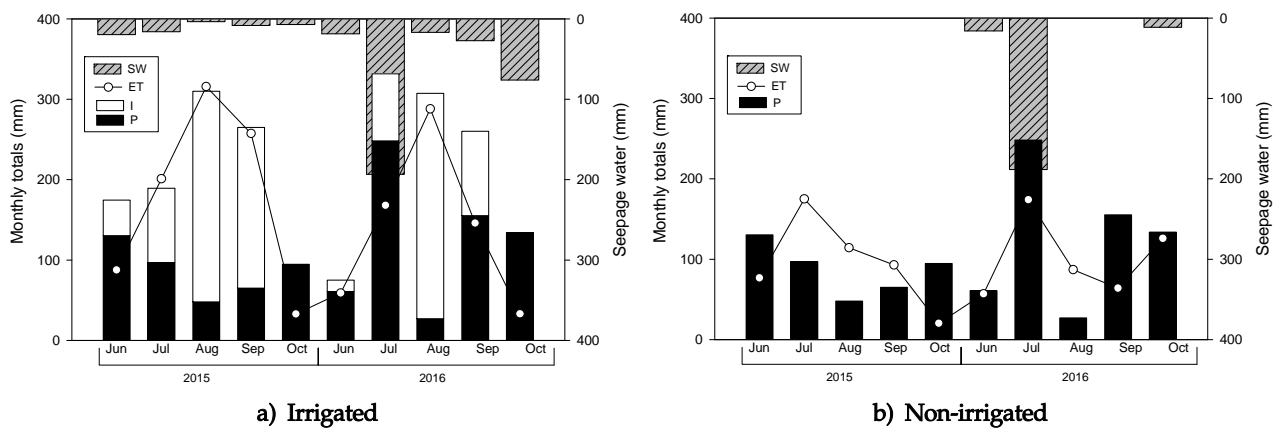 400
300
200
100
0
Monthly totals (mm)
SW
ET
I
P
0
100
200
300
400
Seepage water (mm)
Jun Jul Aug Sep Oct Jun Jul Aug Sep Oct
2015 2016
a) Irrigated
400
300
200
100
0
Monthly totals (mm)
SW
ET
P
0
100
200
300
400
Seepage water (mm)
Jun Jul Aug Sep Oct Jun Jul Aug Sep Oct
2015 2016
b) Non-irrigated